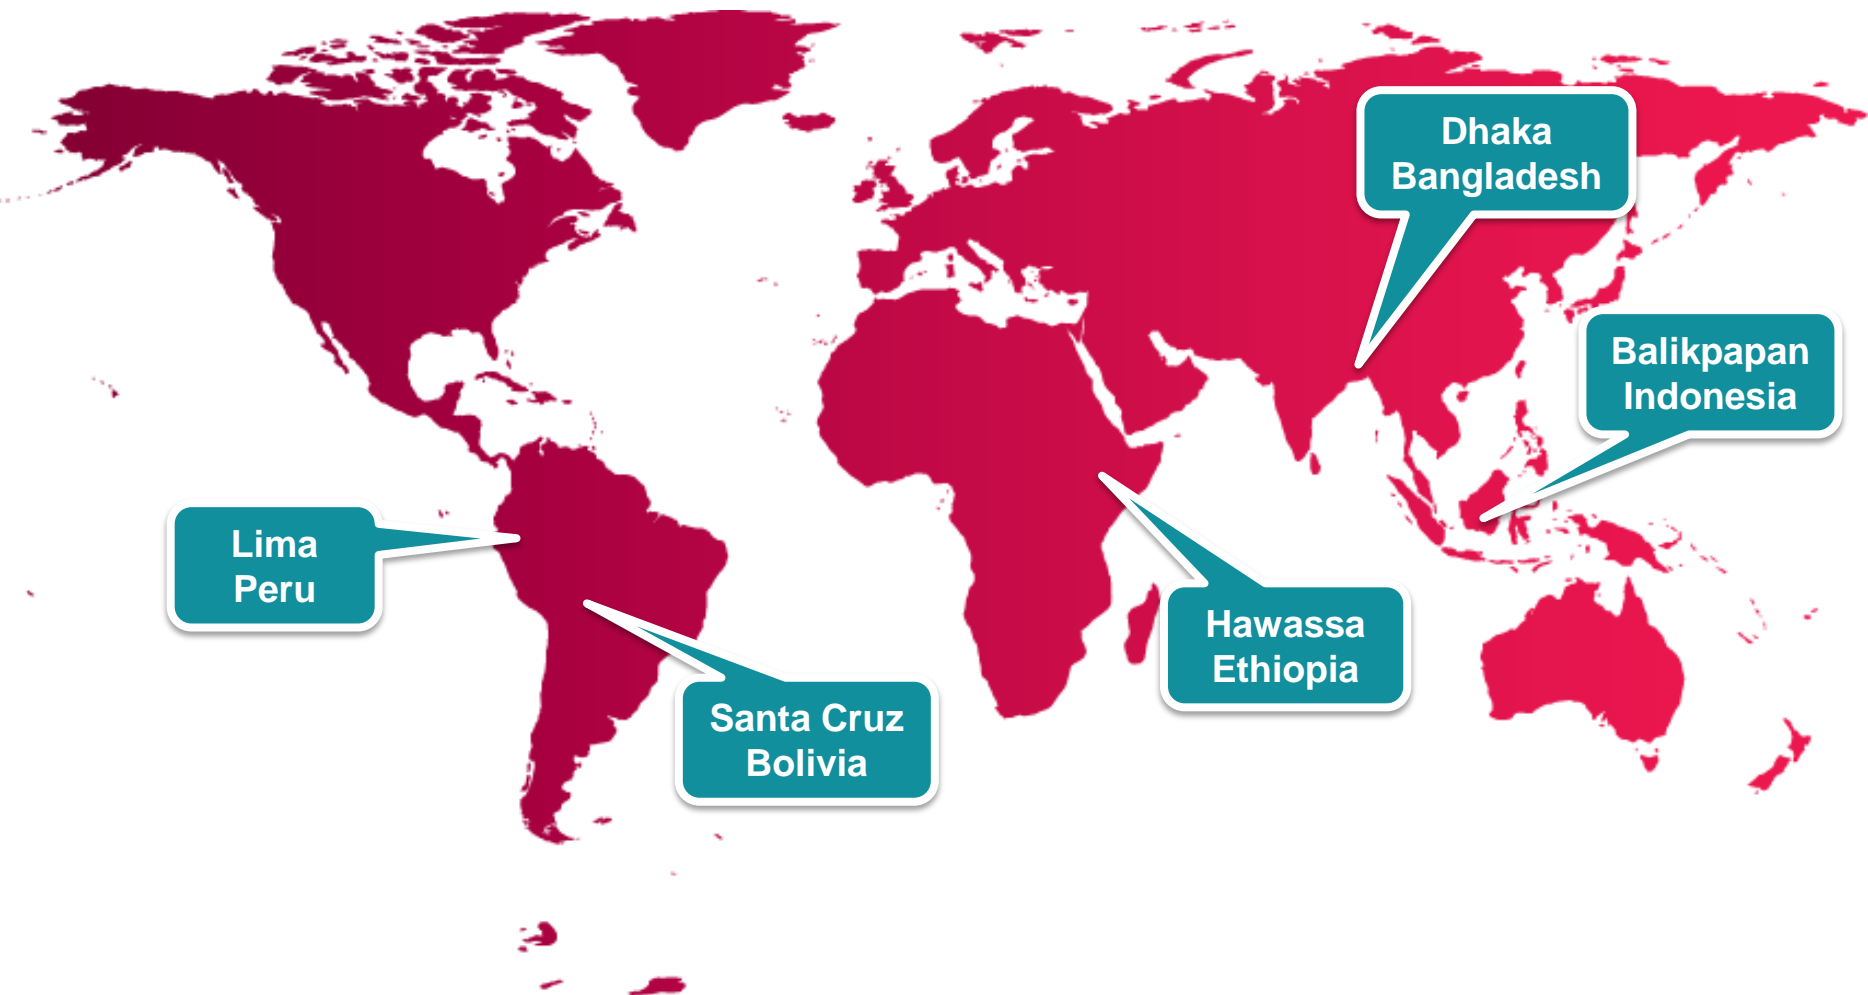 Dhaka
Bangladesh
Balikpapan
Indonesia
Lima
Peru
Hawassa
Ethiopia
Santa Cruz
Bolivia